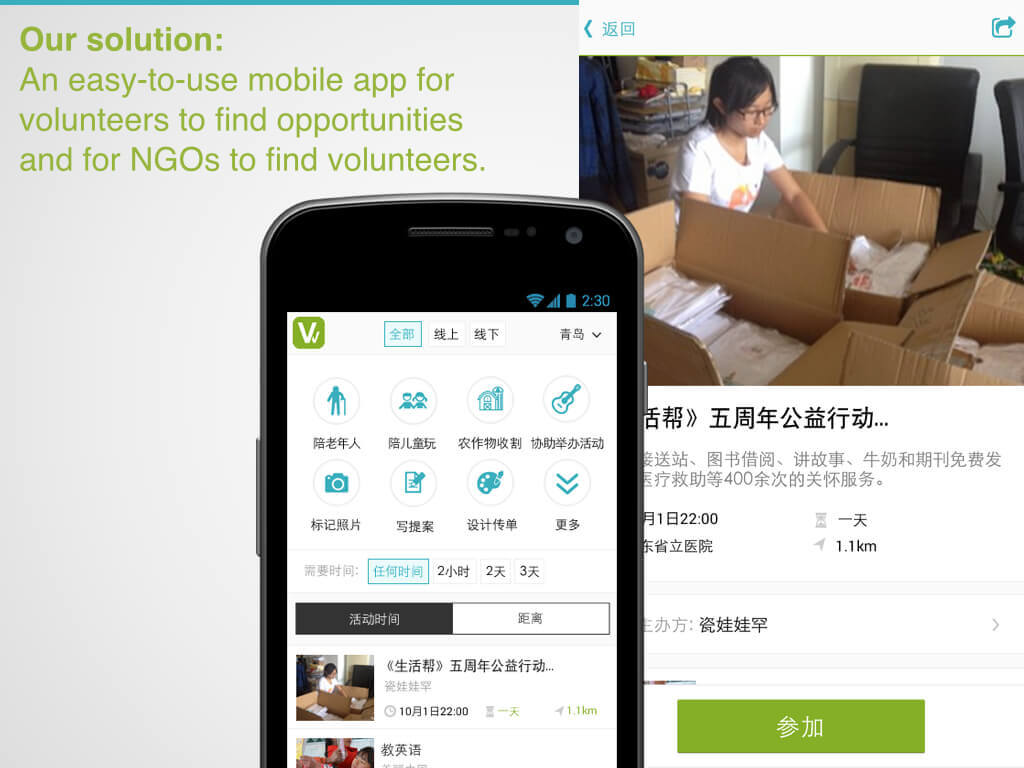 Our solution:
An easy-to-use mobile app for
volunteers to find opportunities
and for NGOs to find volunteers.
2:30
全部 线上 线下 青岛
陪老年人 陪儿童玩 农作物收割 协助举办活动
标记照片 写提案 设计传单 更多
需要时间: 任何时间 2小时 2天 3天
活动时间 距离
《生活帮》五周年公益行动...
瓷娃娃罕
10月1日22:00 一天 1.1km
教英语
返回
活帮》五周年公益行动...
接送站、图书借阅、讲故事、牛奶和期刊免费发
医疗救助等400余次的关怀服务。
月1日22:00 一天
东省立医院 1.1km
主办方: 瓷娃娃罕
参加